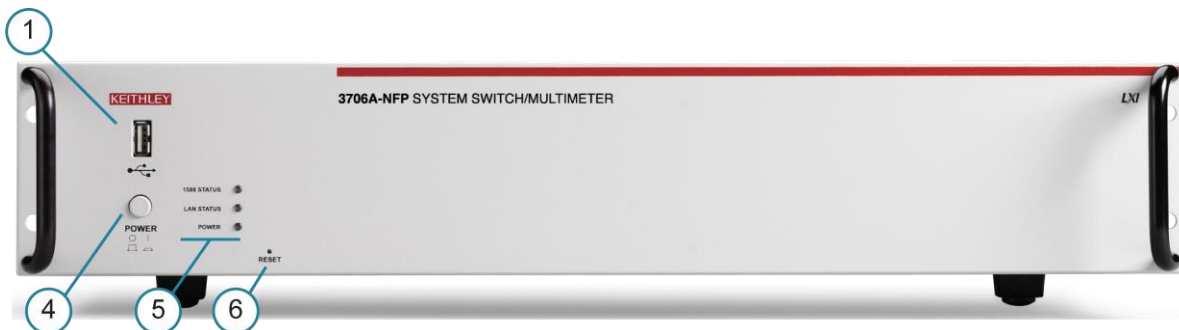 1
KEITHLEY
3706A-NFP SYSTEM SWITCH/MULTIMETER
LXI
1588 STATUS
LAN STATUS
POWER
POWER
RESET
4
5
6